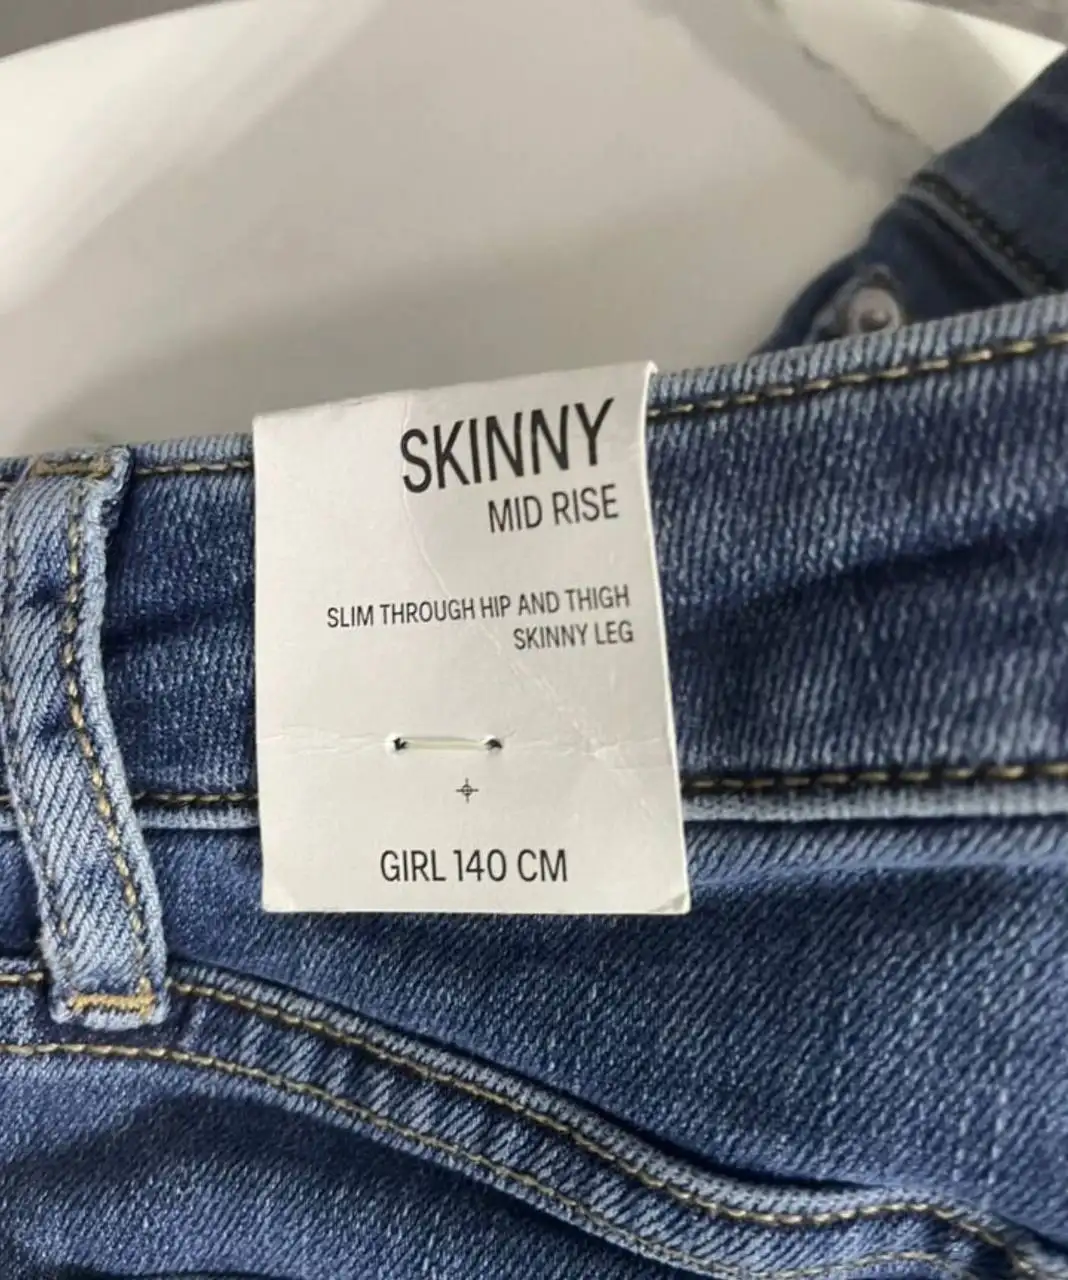 SKINNY
MID RISE
SLIM THROUGH HIP AND THIGH
SKINNY LEG
GIRL 140 CM